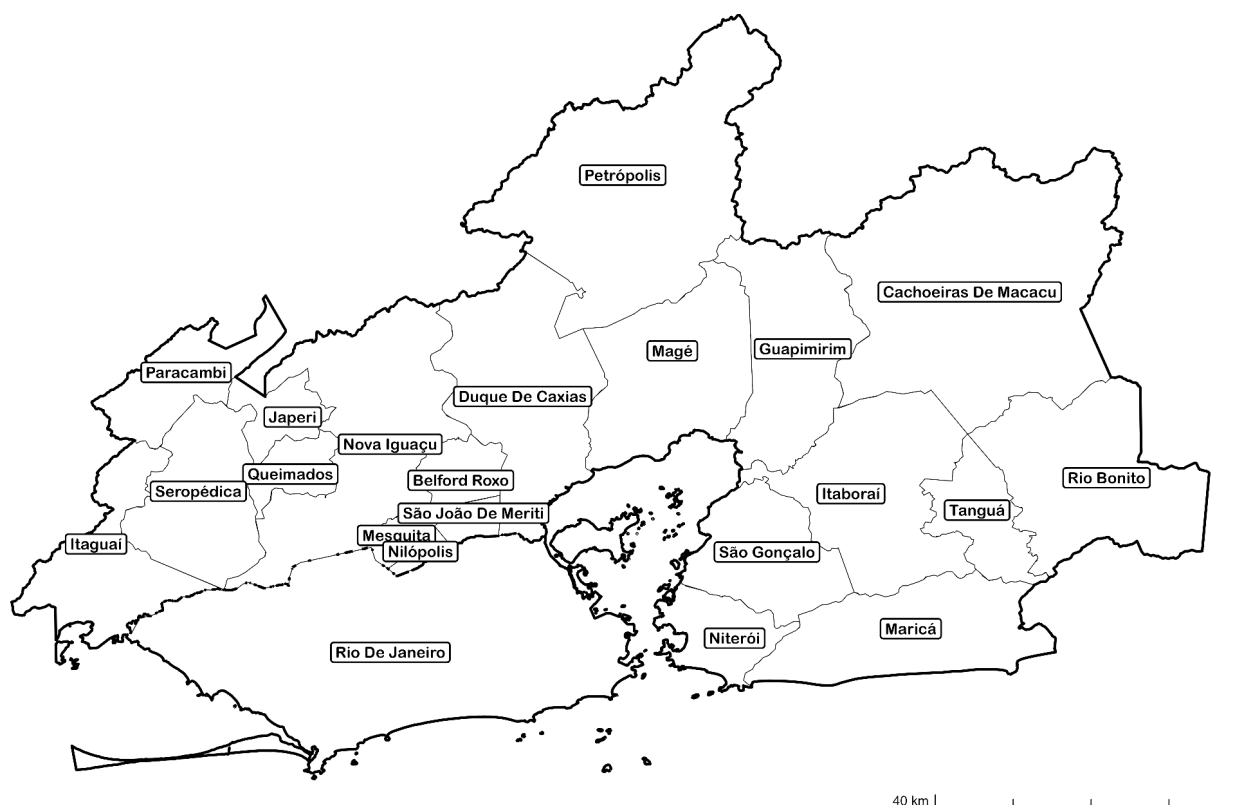 Petrópolis
Cachoeiras De Macacu
Guapimirim
Magé
Paracambi
Duque De Caxias
Japeri
Nova Iguaçu
Queimados
Rio Bonito
Belford Roxo
Seropédica
Itaboraí
Tanguá
São João De Meriti
Mesquita
Itaguaí
Nilópolis
São Gonçalo
Maricá
Niterói
Rio De Janeiro
40 km